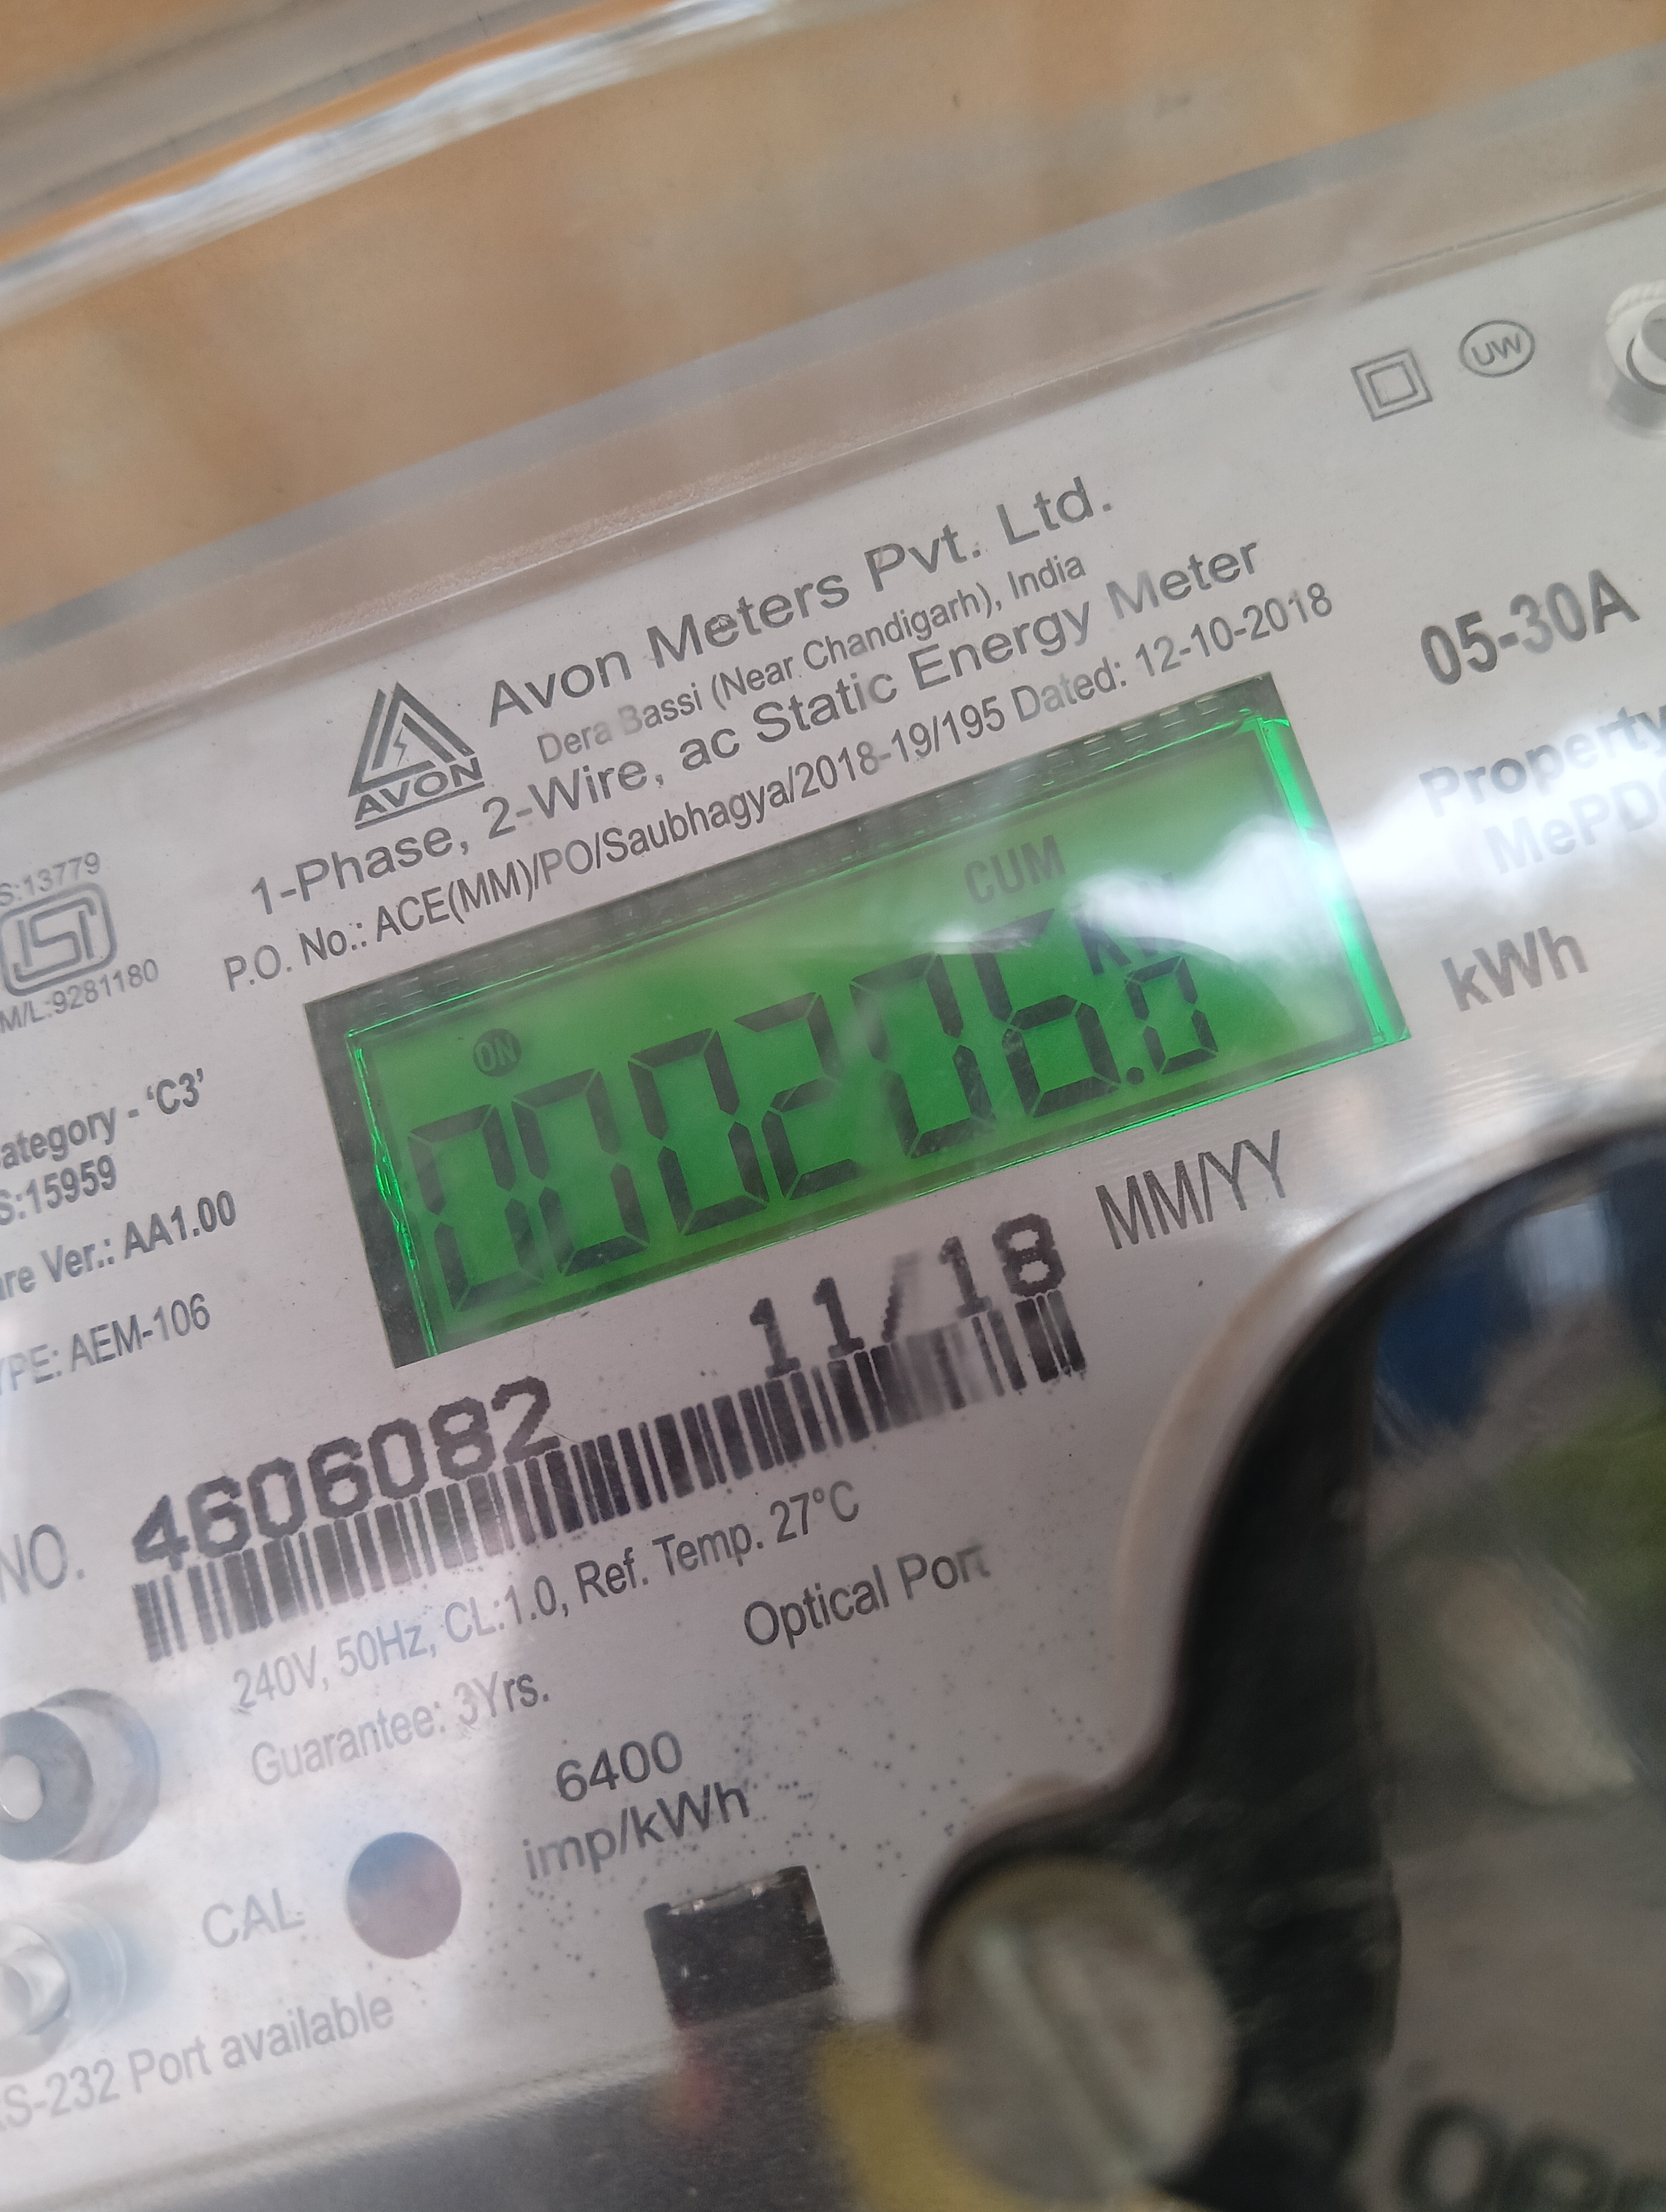 UW
Avon Meters Pvt. Ltd.
Dera Bassi (Near Chandigarh), India
AVON
1-Phase, 2-Wire, ac Static Energy Meter
P.O. No.: ACE(MM)/PO/Saubhagya/2018-19/195 Dated: 12-10-2018
05-30A
Property
MePD
S:13779
ISI
M/L:9281180
CUM
ON
000206.0
kWh
ategory - 'C3'
S:15959
re Ver.: AA1.00
YPE: AEM-106
11/18 MM/YY
NO. 4606082
240V, 50Hz, CL:1.0, Ref. Temp. 27°C
Guarantee: 3Yrs.
Optical Port
6400
imp/kWh
CAL
S-232 Port available